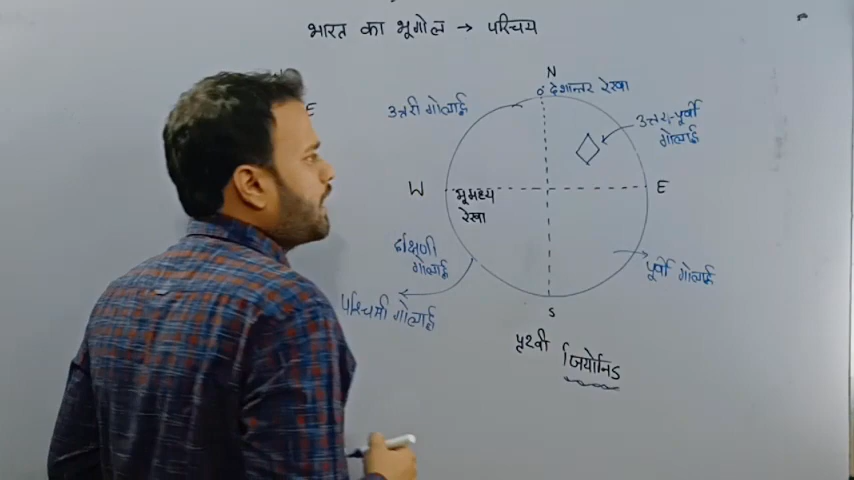 भारत का भूगोल → परिचय
N
0° देशान्तर रेखा
उत्तरी गोलार्द्ध
E
उत्तर-पूर्वी
गोलार्द्ध
W
भूमध्य
रेखा
E
दक्षिणी
गोलार्द्ध
पूर्वी गोलार्द्ध
पश्चिमी गोलार्द्ध
S
पृथ्वी
जियोनिड